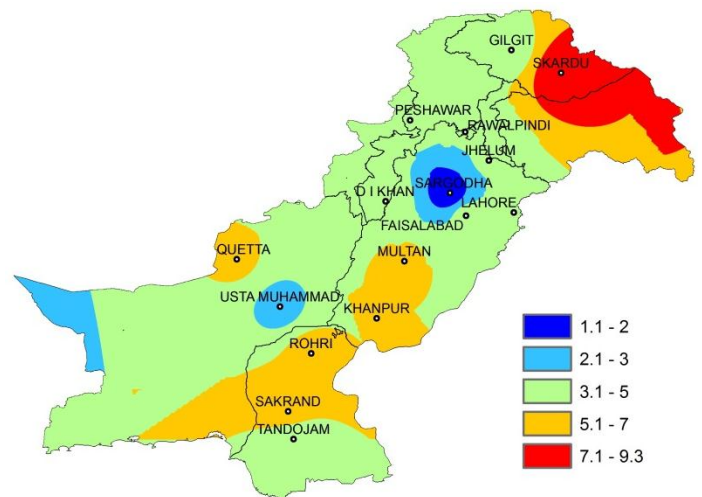 GILGIT
SKARDU
PESHAWAR
RAWALPINDI
JHELUM
SARGODHA
D I KHAN
LAHORE
FAISALABAD
MULTAN
QUETTA
USTA MUHAMMAD
KHANPUR
ROHRI
SAKRAND
TANDOJAM
1.1 - 2
2.1 - 3
3.1 - 5
5.1 - 7
7.1 - 9.3